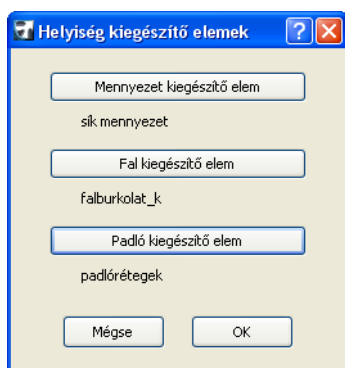 Helyiség kiegészítő elemek
Mennyezet kiegészítő elem
sík mennyezet
Fal kiegészítő elem
falburkolat_k
Padló kiegészítő elem
padlórétegek
Mégse OK